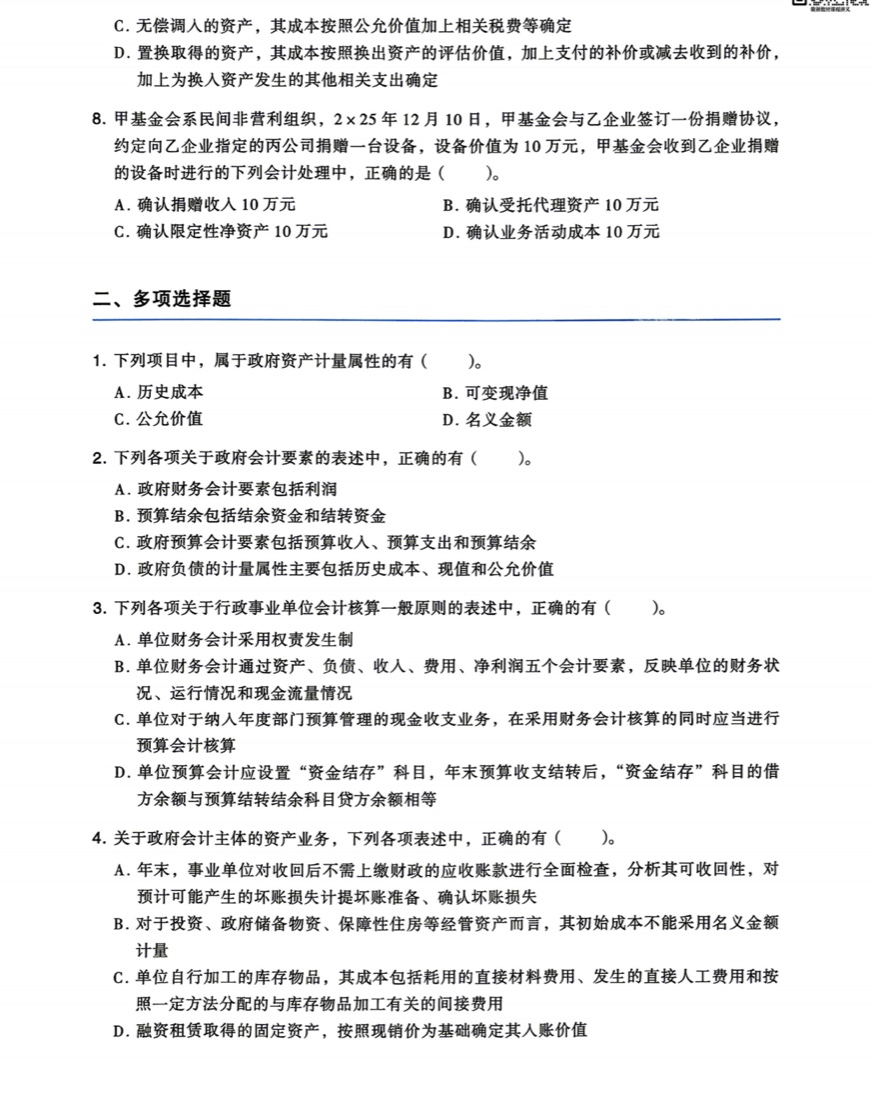 C. 无偿调入的资产，其成本按照公允价值加上相关税费等确定
D. 置换取得的资产，其成本按照换出资产的评估价值，加上支付的补价或减去收到的补价，
加上为换入资产发生的其他相关支出确定
8. 甲基金会系民间非营利组织，2×25 年 12 月 10 日，甲基金会与乙企业签订一份捐赠协议，
约定向乙企业指定的丙公司捐赠一台设备，设备价值为 10 万元，甲基金会收到乙企业捐赠
的设备时进行的下列会计处理中，正确的是（　　）。
A. 确认捐赠收入 10 万元　　B. 确认受托代理资产 10 万元
C. 确认限定性净资产 10 万元　　D. 确认业务活动成本 10 万元
二、多项选择题
1. 下列项目中，属于政府资产计量属性的有（　　）。
A. 历史成本　　B. 可变现净值
C. 公允价值　　D. 名义金额
2. 下列各项关于政府会计要素的表述中，正确的有（　　）。
A. 政府财务会计要素包括利润
B. 预算结余包括结余资金和结转资金
C. 政府预算会计要素包括预算收入、预算支出和预算结余
D. 政府负债的计量属性主要包括历史成本、现值和公允价值
3. 下列各项关于行政事业单位会计核算一般原则的表述中，正确的有（　　）。
A. 单位财务会计采用权责发生制
B. 单位财务会计通过资产、负债、收入、费用、净利润五个会计要素，反映单位的财务状
况、运行情况和现金流量情况
C. 单位对于纳入年度部门预算管理的现金收支业务，在采用财务会计核算的同时应当进行
预算会计核算
D. 单位预算会计应设置“资金结存”科目，年末预算收支结转后，“资金结存”科目的借
方余额与预算结转结余科目贷方余额相等
4. 关于政府会计主体的资产业务，下列各项表述中，正确的有（　　）。
A. 年末，事业单位对收回后不需上缴财政的应收账款进行全面检查，分析其可收回性，对
预计可能产生的坏账损失计提坏账准备、确认坏账损失
B. 对于投资、政府储备物资、保障性住房等经管资产而言，其初始成本不能采用名义金额
计量
C. 单位自行加工的库存物品，其成本包括耗用的直接材料费用、发生的直接人工费用和按
照一定方法分配的与库存物品加工有关的间接费用
D. 融资租赁取得的固定资产，按照现销价为基础确定其入账价值